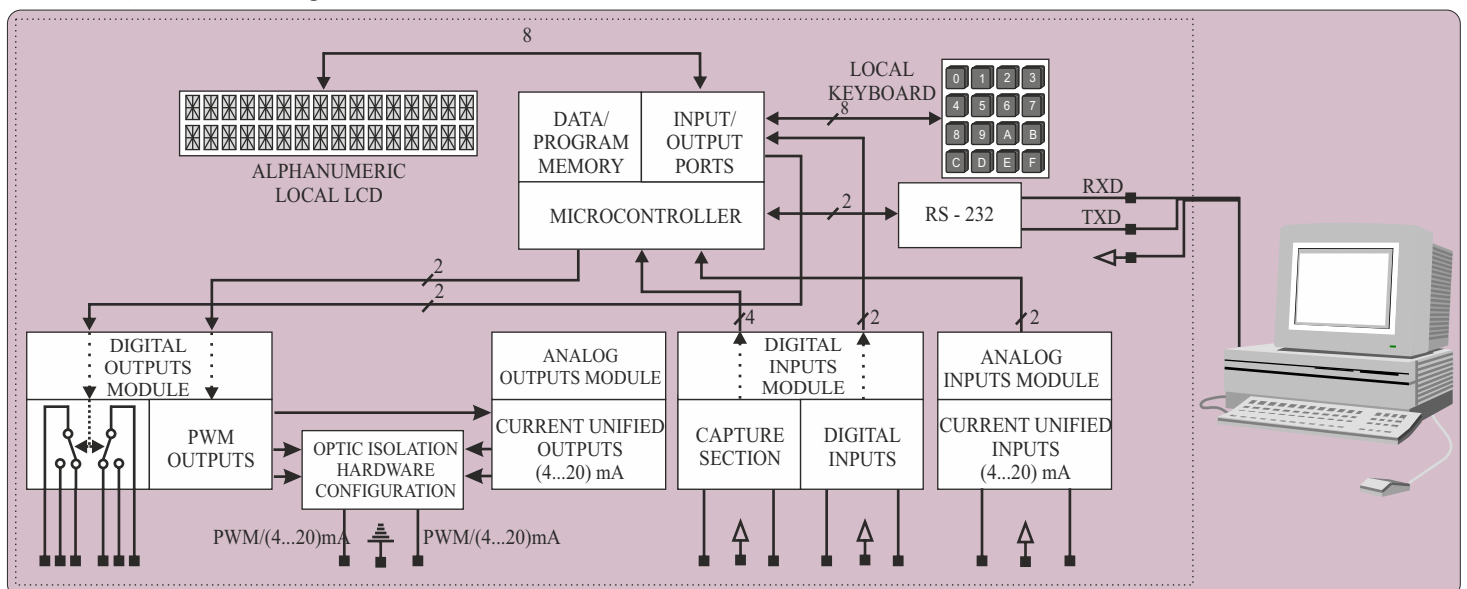 8
LOCAL
KEYBOARD
0 1 2 3
4 5 6 7
8 9 A B
C D E F
8
ALPHANUMERIC
LOCAL LCD
DATA/
PROGRAM
MEMORY
INPUT/
OUTPUT
PORTS
MICROCONTROLLER
2
RS - 232
RXD
TXD
2
2
4
2
2
DIGITAL
OUTPUTS
MODULE
PWM
OUTPUTS
ANALOG
OUTPUTS MODULE
CURRENT UNIFIED
OUTPUTS
(4...20) mA
OPTIC ISOLATION
HARDWARE
CONFIGURATION
PWM/(4...20)mA
PWM/(4...20)mA
DIGITAL
INPUTS
MODULE
CAPTURE
SECTION
DIGITAL
INPUTS
ANALOG
INPUTS MODULE
CURRENT UNIFIED
INPUTS
(4...20) mA